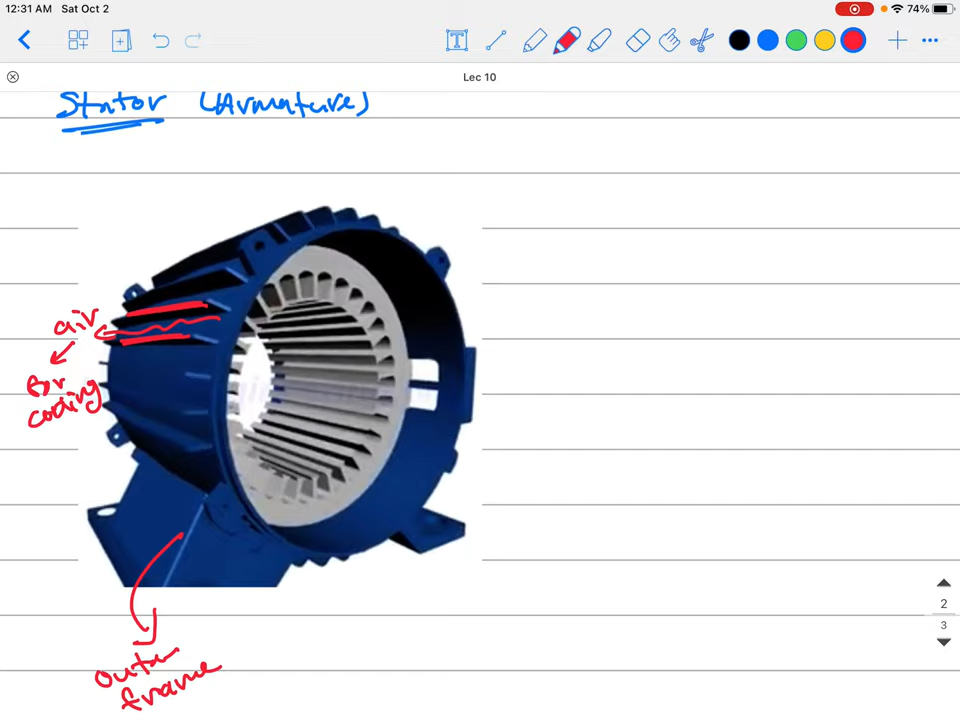 12:31 AM Sat Oct 2 74%
T
Lec 10
Stator (Armature)
air
for
cooling
outer
frame
2
3